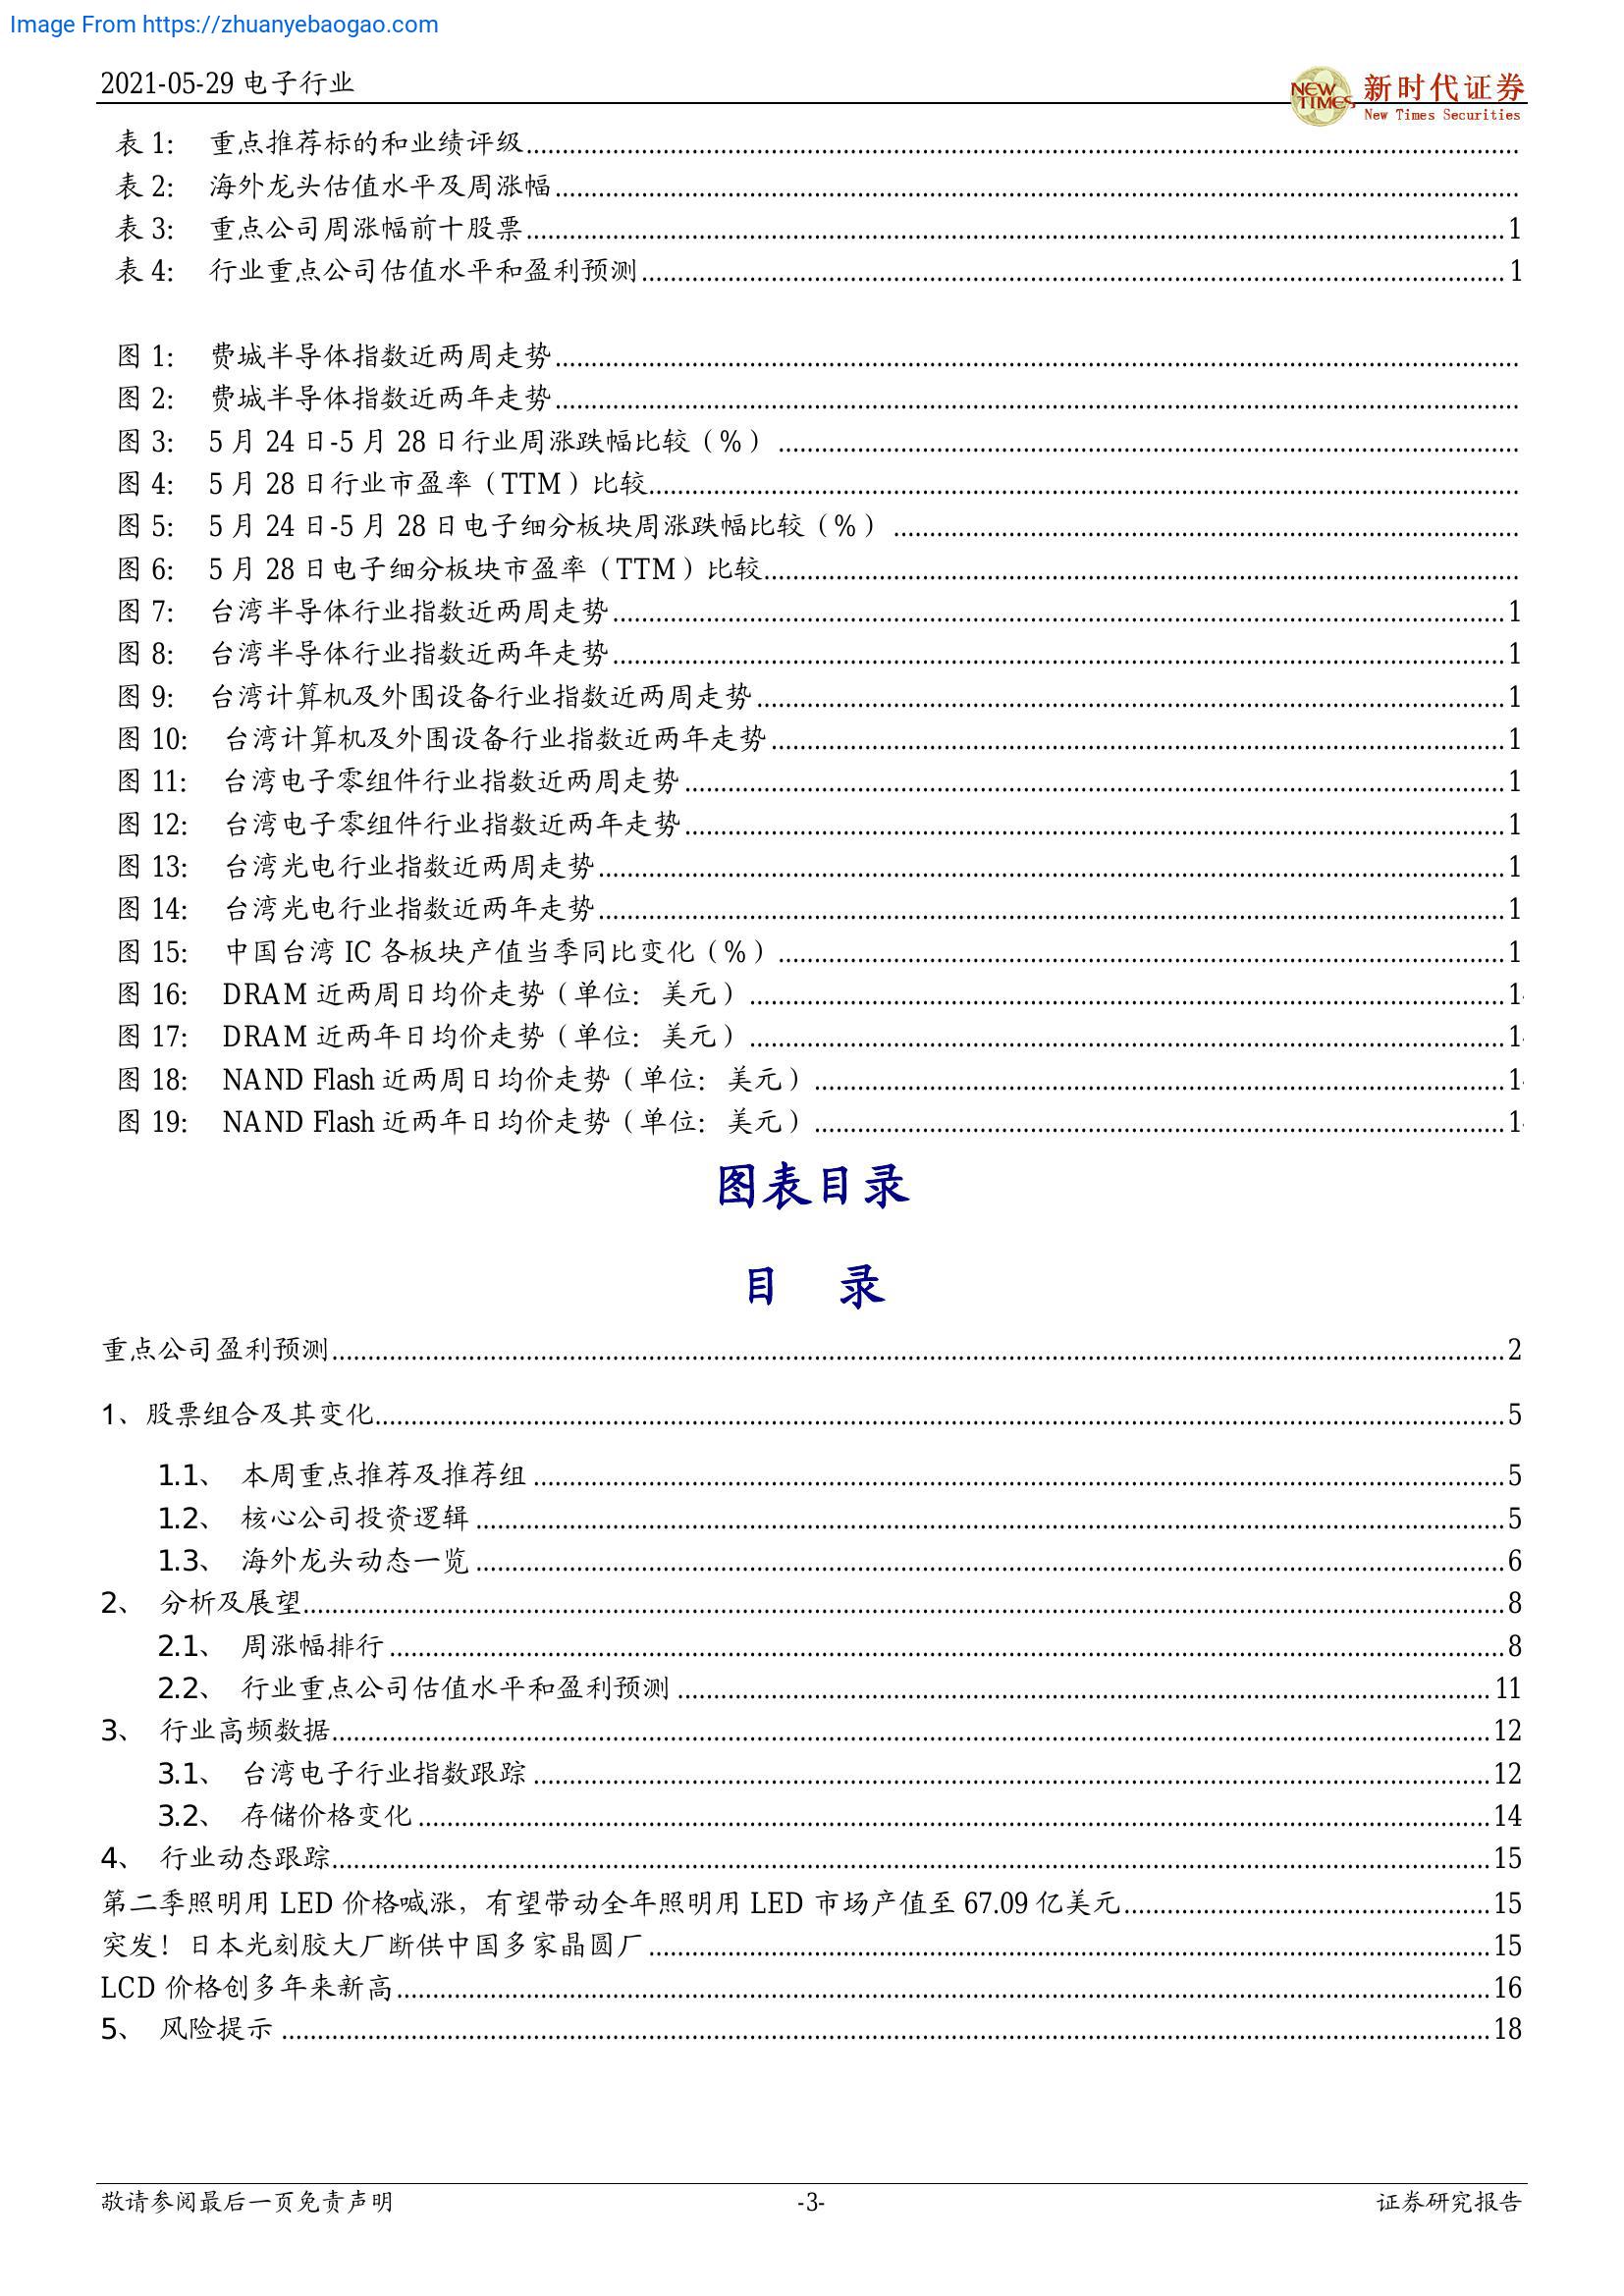 Image From https://zhuanyebaogao.com
2021-05-29 电子行业
NEW TIMES
新时代证券
New Times Securities
表 1: 重点推荐标的和业绩评级
表 2: 海外龙头估值水平及周涨幅
表 3: 重点公司周涨幅前十股票 1
表 4: 行业重点公司估值水平和盈利预测 1
图 1: 费城半导体指数近两周走势
图 2: 费城半导体指数近两年走势
图 3: 5 月 24 日-5 月 28 日行业周涨跌幅比较（%）
图 4: 5 月 28 日行业市盈率（TTM）比较
图 5: 5 月 24 日-5 月 28 日电子细分板块周涨跌幅比较（%）
图 6: 5 月 28 日电子细分板块市盈率（TTM）比较
图 7: 台湾半导体行业指数近两周走势 1
图 8: 台湾半导体行业指数近两年走势 1
图 9: 台湾计算机及外围设备行业指数近两周走势 1
图 10: 台湾计算机及外围设备行业指数近两年走势 1
图 11: 台湾电子零组件行业指数近两周走势 1
图 12: 台湾电子零组件行业指数近两年走势 1
图 13: 台湾光电行业指数近两周走势 1
图 14: 台湾光电行业指数近两年走势 1
图 15: 中国台湾 IC 各板块产值当季同比变化（%） 1
图 16: DRAM 近两周日均价走势（单位：美元） 1
图 17: DRAM 近两年日均价走势（单位：美元） 1
图 18: NAND Flash 近两周日均价走势（单位：美元） 1
图 19: NAND Flash 近两年日均价走势（单位：美元） 1
图表目录
目 录
重点公司盈利预测 2
1、股票组合及其变化 5
1.1、 本周重点推荐及推荐组 5
1.2、 核心公司投资逻辑 5
1.3、 海外龙头动态一览 6
2、 分析及展望 8
2.1、 周涨幅排行 8
2.2、 行业重点公司估值水平和盈利预测 11
3、 行业高频数据 12
3.1、 台湾电子行业指数跟踪 12
3.2、 存储价格变化 14
4、 行业动态跟踪 15
第二季照明用 LED 价格喊涨，有望带动全年照明用 LED 市场产值至 67.09 亿美元 15
突发！日本光刻胶大厂断供中国多家晶圆厂 15
LCD 价格创多年来新高 16
5、 风险提示 18
敬请参阅最后一页免责声明 -3- 证券研究报告